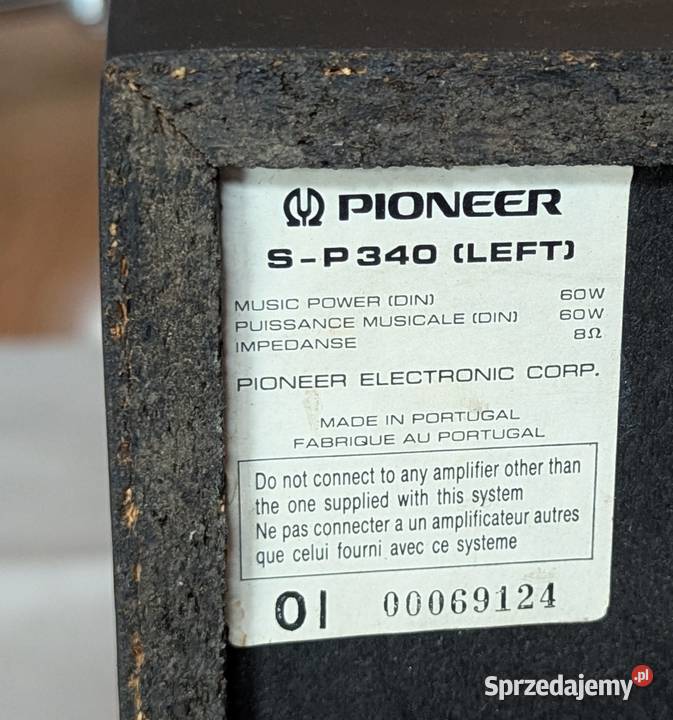 PIONEER
S-P340 (LEFT)
MUSIC POWER (DIN) 60W
PUISSANCE MUSICALE (DIN) 60W
IMPEDANSE 8Ω
PIONEER ELECTRONIC CORP.
MADE IN PORTUGAL
FABRIQUE AU PORTUGAL
Do not connect to any amplifier other than
the one supplied with this system
Ne pas connecter a un amplificateur autres
que celui fourni avec ce systeme
01 00069124
Sprzedajemy.pl